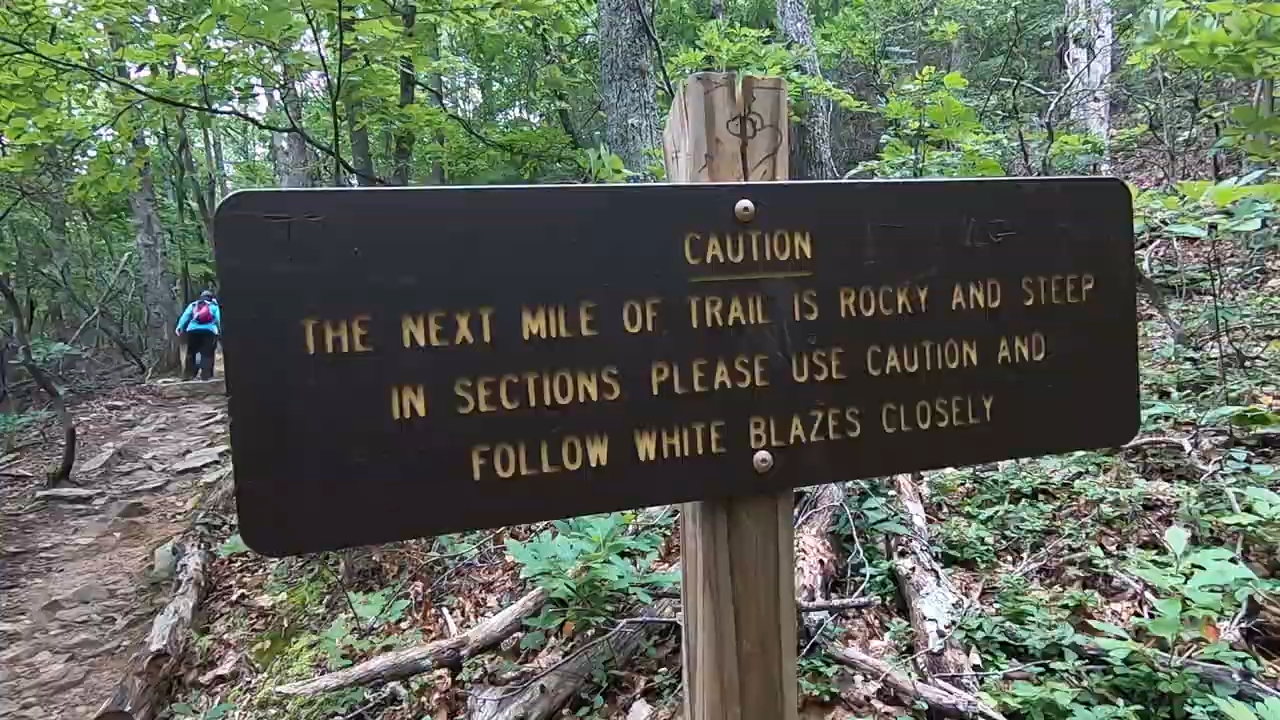 CAUTION
THE NEXT MILE OF TRAIL IS ROCKY AND STEEP
IN SECTIONS PLEASE USE CAUTION AND
FOLLOW WHITE BLAZES CLOSELY